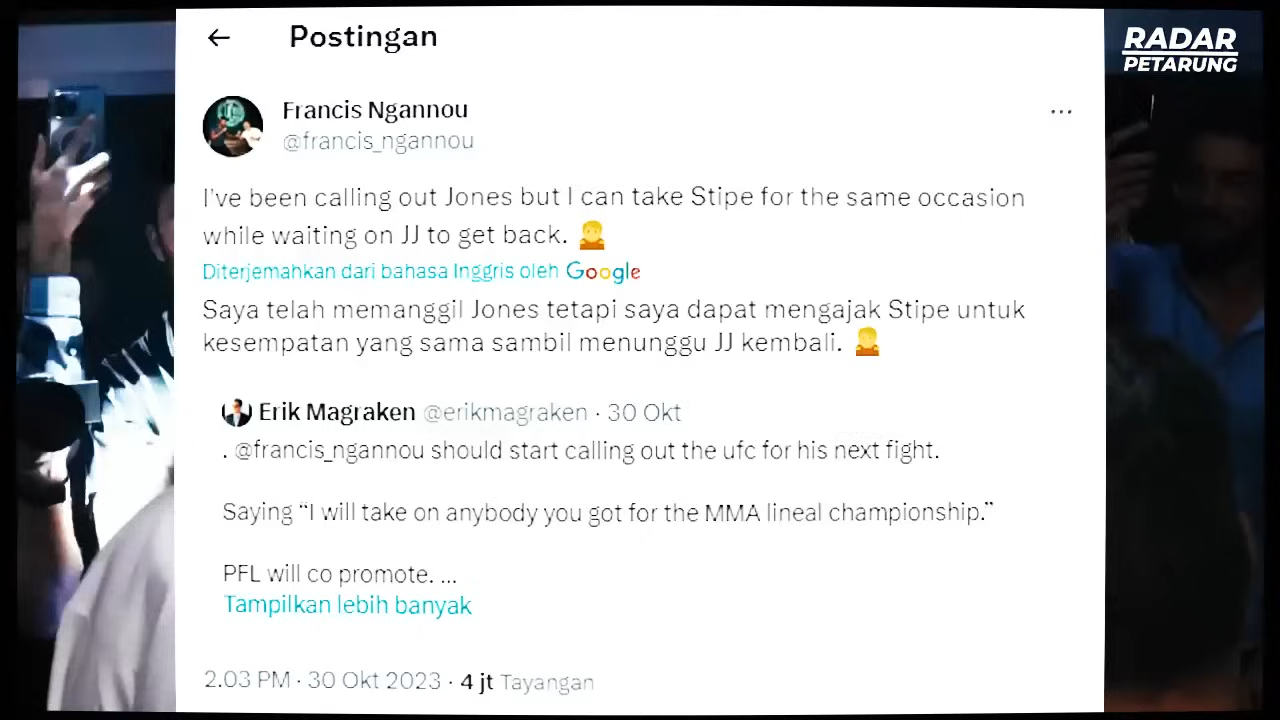 Postingan
RADAR
PETARUNG
Francis Ngannou
@francis_ngannou
I've been calling out Jones but I can take Stipe for the same occasion
while waiting on JJ to get back.
Diterjemahkan dari bahasa Inggris oleh Google
Saya telah memanggil Jones tetapi saya dapat mengajak Stipe untuk
kesempatan yang sama sambil menunggu JJ kembali.
Erik Magraken @erikmagraken · 30 Okt
. @francis_ngannou should start calling out the ufc for his next fight.
Saying “I will take on anybody you got for the MMA lineal championship.”
PFL will co promote. ...
Tampilkan lebih banyak
2.03 PM · 30 Okt 2023 · 4 jt Tayangan